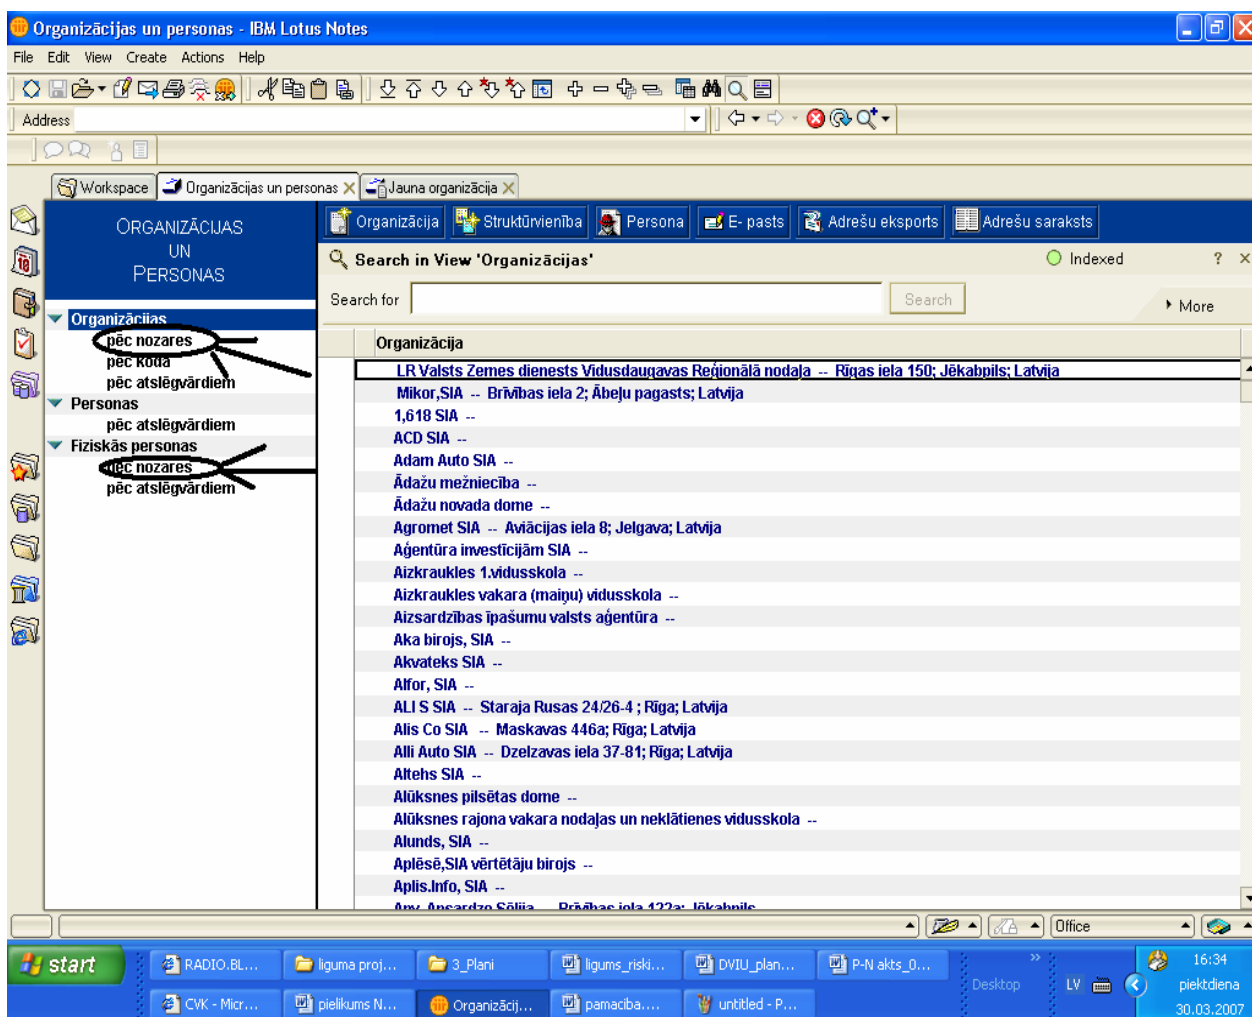 Organizācijas un personas - IBM Lotus Notes
File Edit View Create Actions Help
Address
Workspace Organizācijas un personas Jauna organizācija
ORGANIZĀCIJAS
UN
PERSONAS
Organizācija Struktūrvienība Persona E- pasts Adrešu eksports Adrešu saraksts
Search in View 'Organizācijas' Indexed ? ×
Search for Search More
Organizācijas
pēc nozares
pēc koda
pēc atslēgvārdiem
Personas
pēc atslēgvārdiem
Fiziskās personas
pēc nozares
pēc atslēgvārdiem
Organizācija
LR Valsts Zemes dienests Vidusdaugavas Reģionālā nodaļa -- Rīgas iela 150; Jēkabpils; Latvija
Mikor,SIA -- Brīvības iela 2; Ābeļu pagasts; Latvija
1,618 SIA --
ACD SIA --
Adam Auto SIA --
Ādažu mežniecība --
Ādažu novada dome --
Agromet SIA -- Aviācijas iela 8; Jelgava; Latvija
Aģentūra investīcijām SIA --
Aizkraukles 1.vidusskola --
Aizkraukles vakara (maiņu) vidusskola --
Aizsardzības īpašumu valsts aģentūra --
Aka birojs, SIA --
Akvateks SIA --
Alfor, SIA --
ALI S SIA -- Staraja Rusas 24/26-4 ; Rīga; Latvija
Alis Co SIA -- Maskavas 446a; Rīga; Latvija
Alli Auto SIA -- Dzelzavas iela 37-81; Rīga; Latvija
Altehs SIA --
Alūksnes pilsētas dome --
Alūksnes rajona vakara nodaļas un neklātienes vidusskola --
Alunds, SIA --
Aplēsē,SIA vērtētāju birojs --
Aplis.Info, SIA --
Office
start RADIO.BL... liguma proj... 3_Plani ligums_riski... DVIU_plan... P-N akts_0... Desktop LV 16:34
piektdiena
CVK - Micr... pielikums N... Organizācij... pamaciba.... untitled - P... 30.03.2007